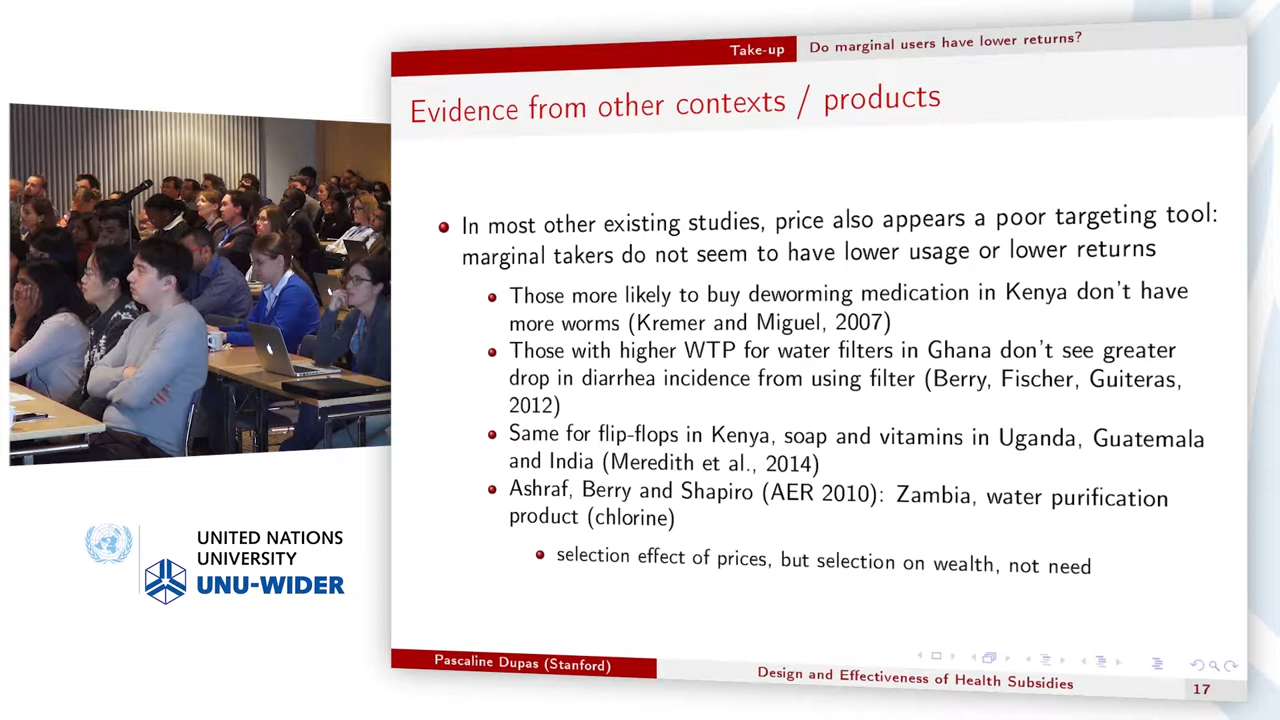 Take-up
Do marginal users have lower returns?
Evidence from other contexts / products
In most other existing studies, price also appears a poor targeting tool:
marginal takers do not seem to have lower usage or lower returns
Those more likely to buy deworming medication in Kenya don't have
more worms (Kremer and Miguel, 2007)
Those with higher WTP for water filters in Ghana don't see greater
drop in diarrhea incidence from using filter (Berry, Fischer, Guiteras,
2012)
Same for flip-flops in Kenya, soap and vitamins in Uganda, Guatemala
and India (Meredith et al., 2014)
Ashraf, Berry and Shapiro (AER 2010): Zambia, water purification
product (chlorine)
selection effect of prices, but selection on wealth, not need
UNITED NATIONS
UNIVERSITY
UNU-WIDER
Pascaline Dupas (Stanford)
Design and Effectiveness of Health Subsidies
17